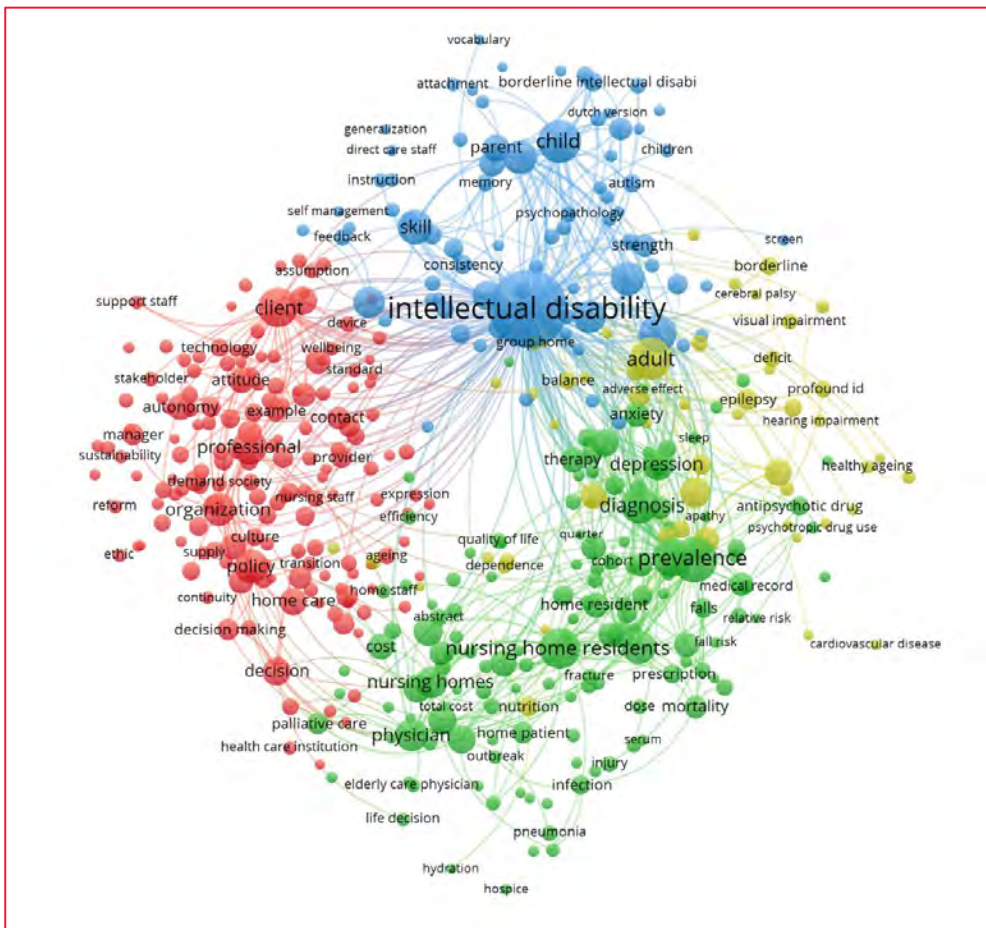 vocabulary
attachment
borderline intellectual disabi
dutch version
generalization
direct care staff
parent
child
children
instruction
memory
autism
self management
skill
psychopathology
feedback
strength
screen
consistency
assumption
borderline
support staff
client
intellectual disability
cerebral palsy
device
visual impairment
technology
wellbeing
group home
standard
adult
deficit
stakeholder
attitude
balance
adverse effect
profound id
autonomy
example
contact
anxiety
epilepsy
hearing impairment
manager
professional
sleep
sustainability
provider
therapy
depression
healthy ageing
demand society
nursing staff
expression
diagnosis
antipsychotic drug
reform
organization
efficiency
apathy
psychotropic drug use
culture
quality of life
quarter
ethic
supply
ageing
dependence
cohort
prevalence
policy
transition
continuity
home care
home staff
medical record
abstract
home resident
falls
relative risk
decision making
cost
nursing home residents
fall risk
cardiovascular disease
decision
nursing homes
fracture
prescription
total cost
nutrition
dose
mortality
palliative care
physician
home patient
health care institution
outbreak
serum
injury
elderly care physician
infection
life decision
pneumonia
hydration
hospice